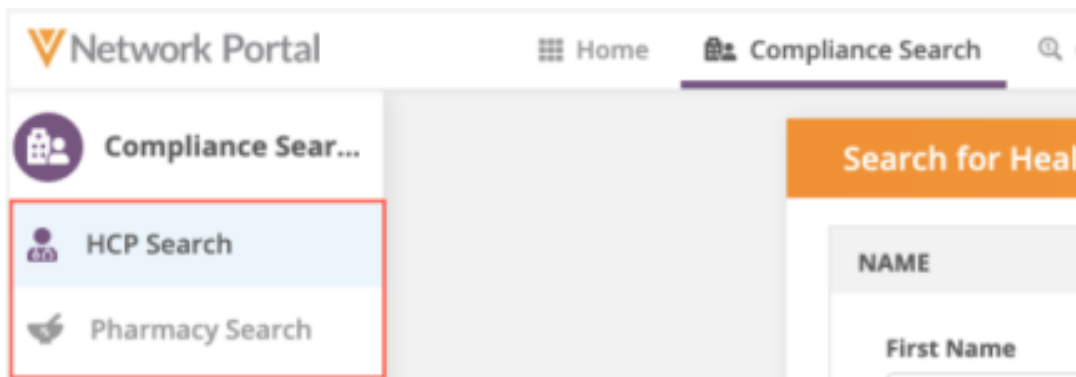 Network Portal
Home
Compliance Search
Compliance Sear...
HCP Search
Pharmacy Search
Search for Heal
NAME
First Name